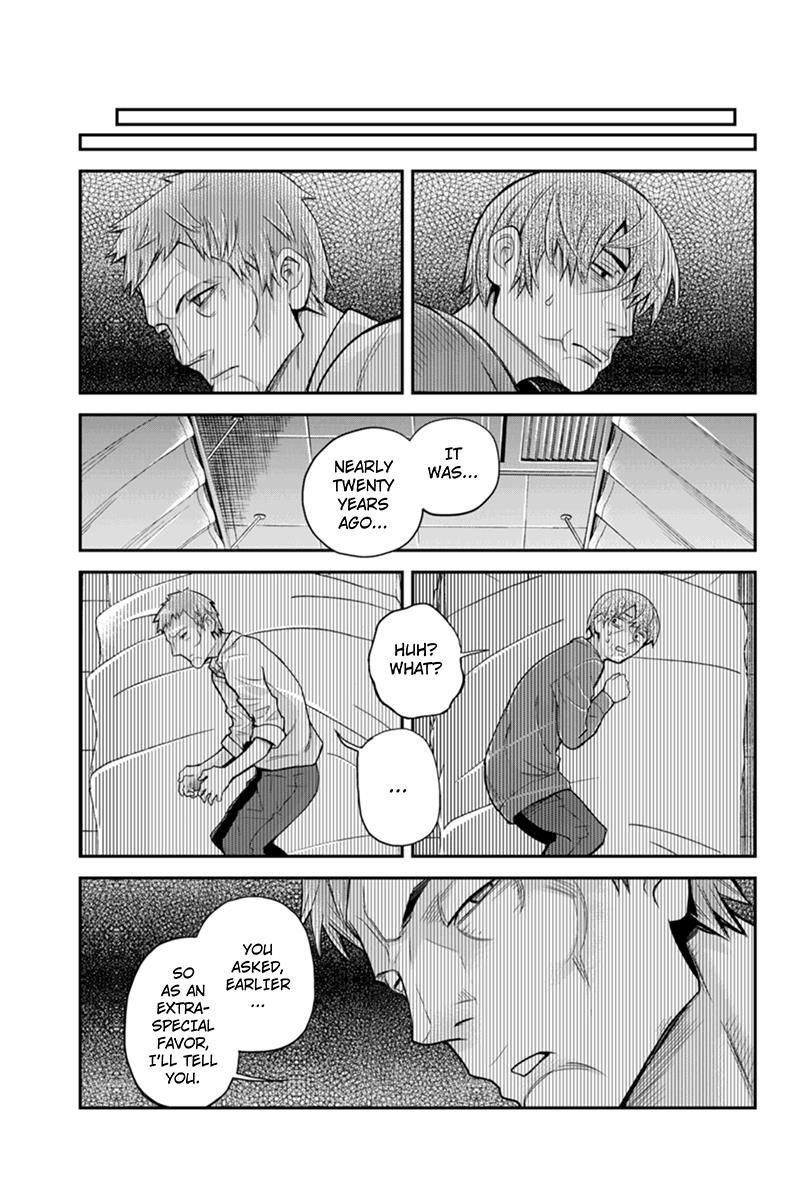 IT
WAS...
NEARLY
TWENTY
YEARS
AGO...
HUH?
WHAT?
...
YOU
ASKED,
EARLIER
...
SO
AS AN
EXTRA-
SPECIAL
FAVOR,
I'LL TELL
YOU.